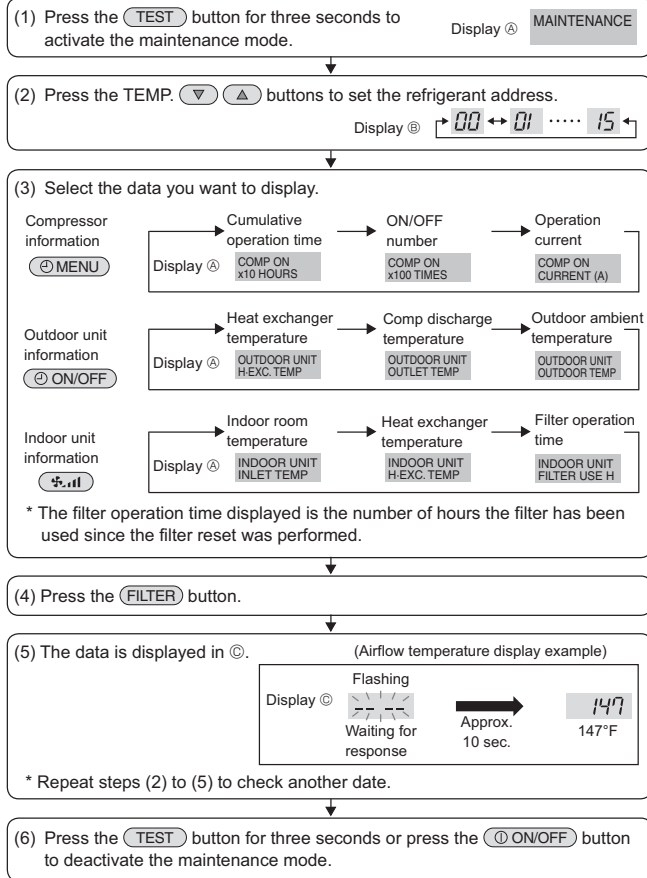 (1) Press the TEST button for three seconds to
activate the maintenance mode.
Display Ⓐ
MAINTENANCE
(2) Press the TEMP. ▼ ▲ buttons to set the refrigerant address.
Display Ⓑ 00 ↔ 01 ····· 15
(3) Select the data you want to display.
Compressor
information
MENU
Display Ⓐ
Cumulative
operation time
COMP ON
x10 HOURS
ON/OFF
number
COMP ON
x100 TIMES
Operation
current
COMP ON
CURRENT (A)
Outdoor unit
information
ON/OFF
Display Ⓐ
Heat exchanger
temperature
OUTDOOR UNIT
H-EXC. TEMP
Comp discharge
temperature
OUTDOOR UNIT
OUTLET TEMP
Outdoor ambient
temperature
OUTDOOR UNIT
OUTDOOR TEMP
Indoor unit
information
Display Ⓐ
Indoor room
temperature
INDOOR UNIT
INLET TEMP
Heat exchanger
temperature
INDOOR UNIT
H-EXC. TEMP
Filter operation
time
INDOOR UNIT
FILTER USE H
* The filter operation time displayed is the number of hours the filter has been
used since the filter reset was performed.
(4) Press the FILTER button.
(5) The data is displayed in Ⓒ.
(Airflow temperature display example)
Display Ⓒ
Flashing
-- --
Waiting for
response
Approx.
10 sec.
147
147°F
* Repeat steps (2) to (5) to check another date.
(6) Press the TEST button for three seconds or press the ON/OFF button
to deactivate the maintenance mode.